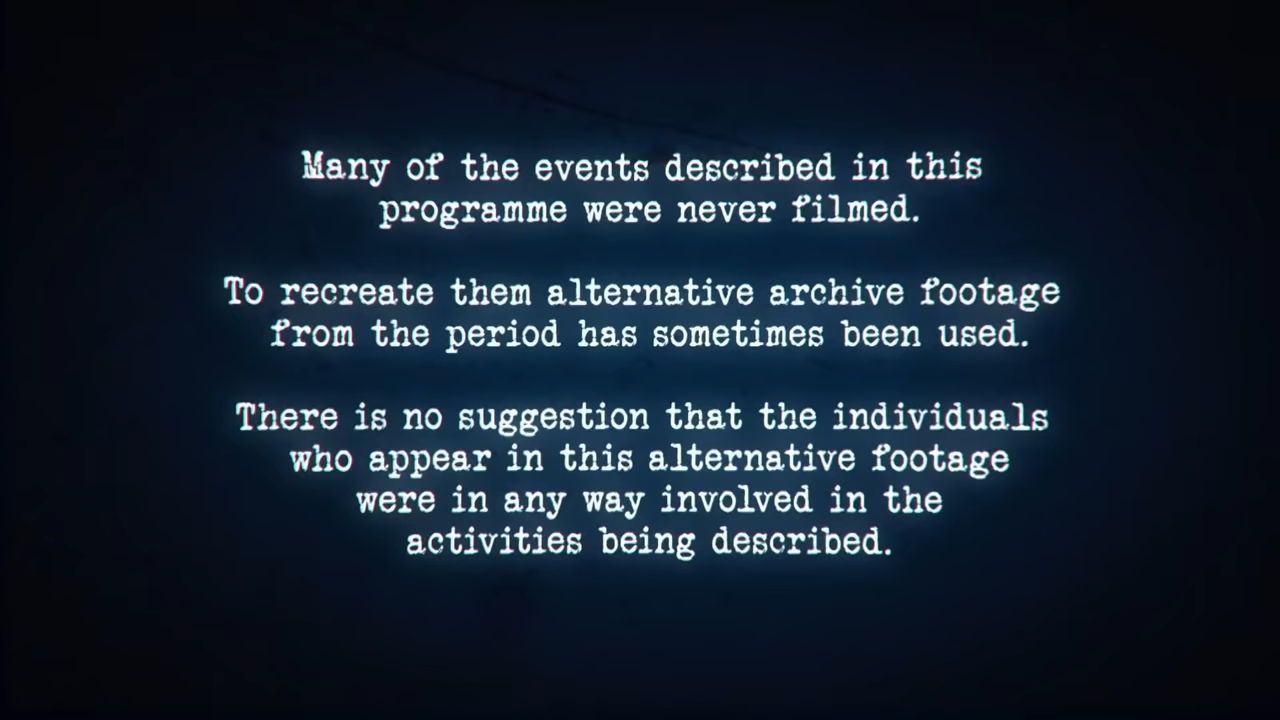 Many of the events described in this
programme were never filmed.
To recreate them alternative archive footage
from the period has sometimes been used.
There is no suggestion that the individuals
who appear in this alternative footage
were in any way involved in the
activities being described.